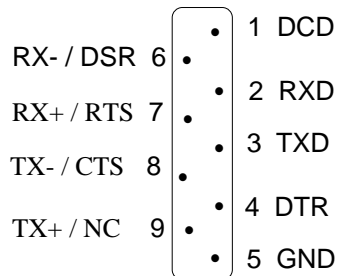 1 DCD
RX- / DSR 6
2 RXD
RX+ / RTS 7
3 TXD
TX- / CTS 8
4 DTR
TX+ / NC 9
5 GND